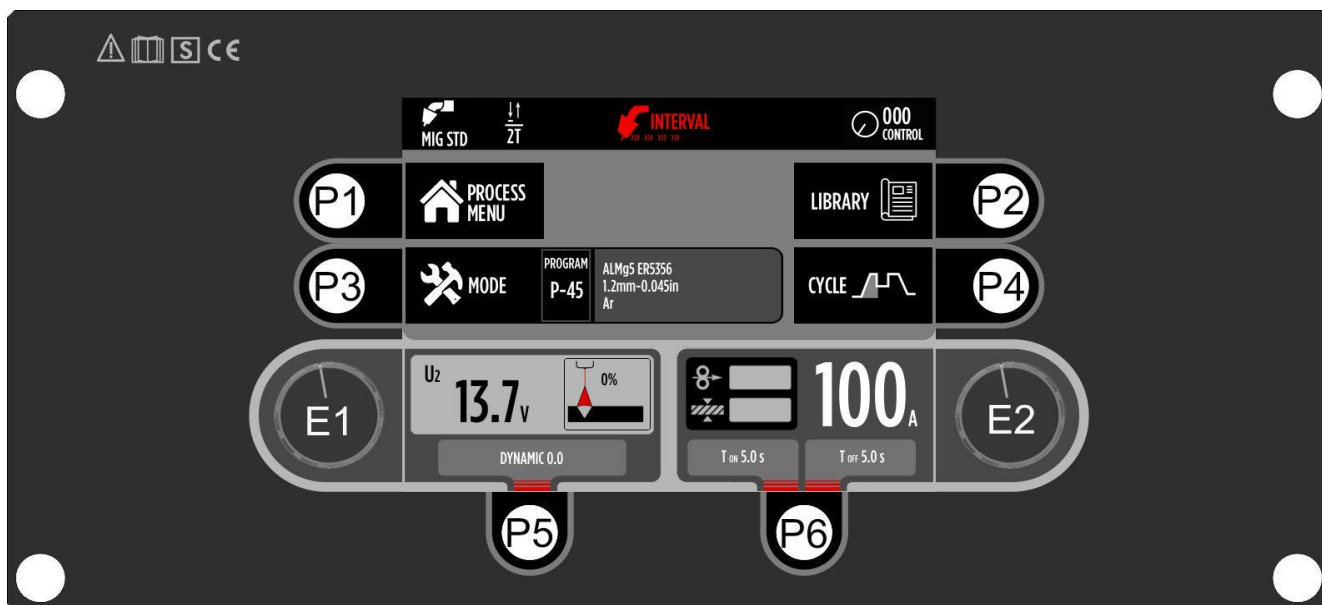 S CE
MIG STD
2T
INTERVAL
000
CONTROL
P1
PROCESS
MENU
LIBRARY
P2
P3
MODE
PROGRAM
P-45
ALMg5 ER5356
1.2mm-0.045in
Ar
CYCLE
P4
E1
U2
13.7V
0%
DYNAMIC 0.0
100A
T ON 5.0 s
T OFF 5.0 s
E2
P5
P6